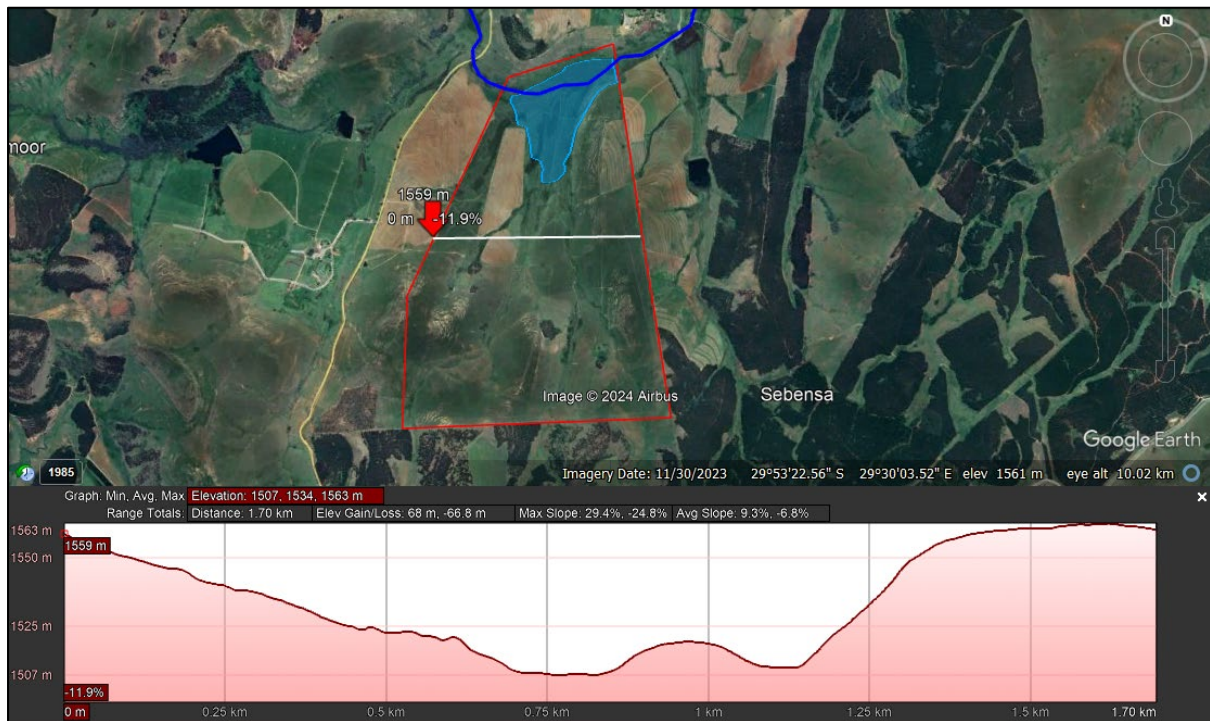 N
moor
1559 m
0 m -11.9%
Image © 2024 Airbus
Sebensa
Google Earth
1985
Imagery Date: 11/30/2023 29°53'22.56" S 29°30'03.52" E elev 1561 m eye alt 10.02 km
Graph: Min, Avg, Max Elevation: 1507, 1534, 1563 m
Range Totals: Distance: 1.70 km Elev Gain/Loss: 68 m, -66.8 m Max Slope: 29.4%, -24.8% Avg Slope: 9.3%, -6.8%
1563 m
1559 m
1550 m
1525 m
1507 m
-11.9%
0 m 0.25 km 0.5 km 0.75 km 1 km 1.25 km 1.5 km 1.70 km